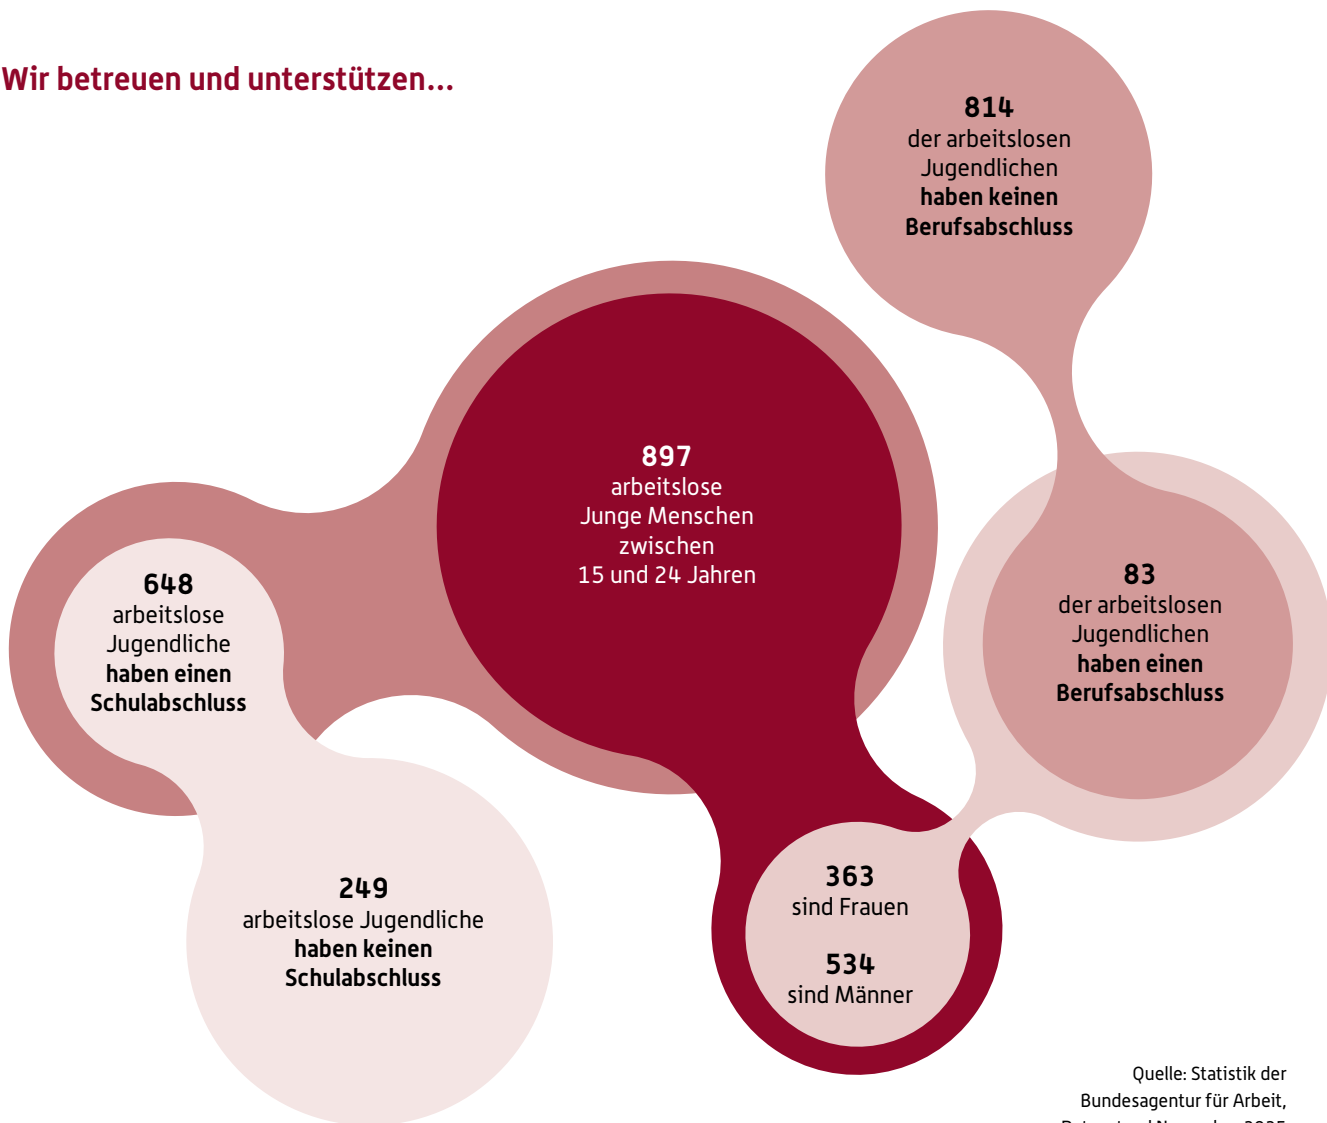 Wir betreuen und unterstützen...
814
der arbeitslosen
Jugendlichen
haben keinen
Berufsabschluss
897
arbeitslose
Junge Menschen
zwischen
15 und 24 Jahren
648
arbeitslose
Jugendliche
haben einen
Schulabschluss
83
der arbeitslosen
Jugendlichen
haben einen
Berufsabschluss
249
arbeitslose Jugendliche
haben keinen
Schulabschluss
363
sind Frauen
534
sind Männer
Quelle: Statistik der
Bundesagentur für Arbeit,